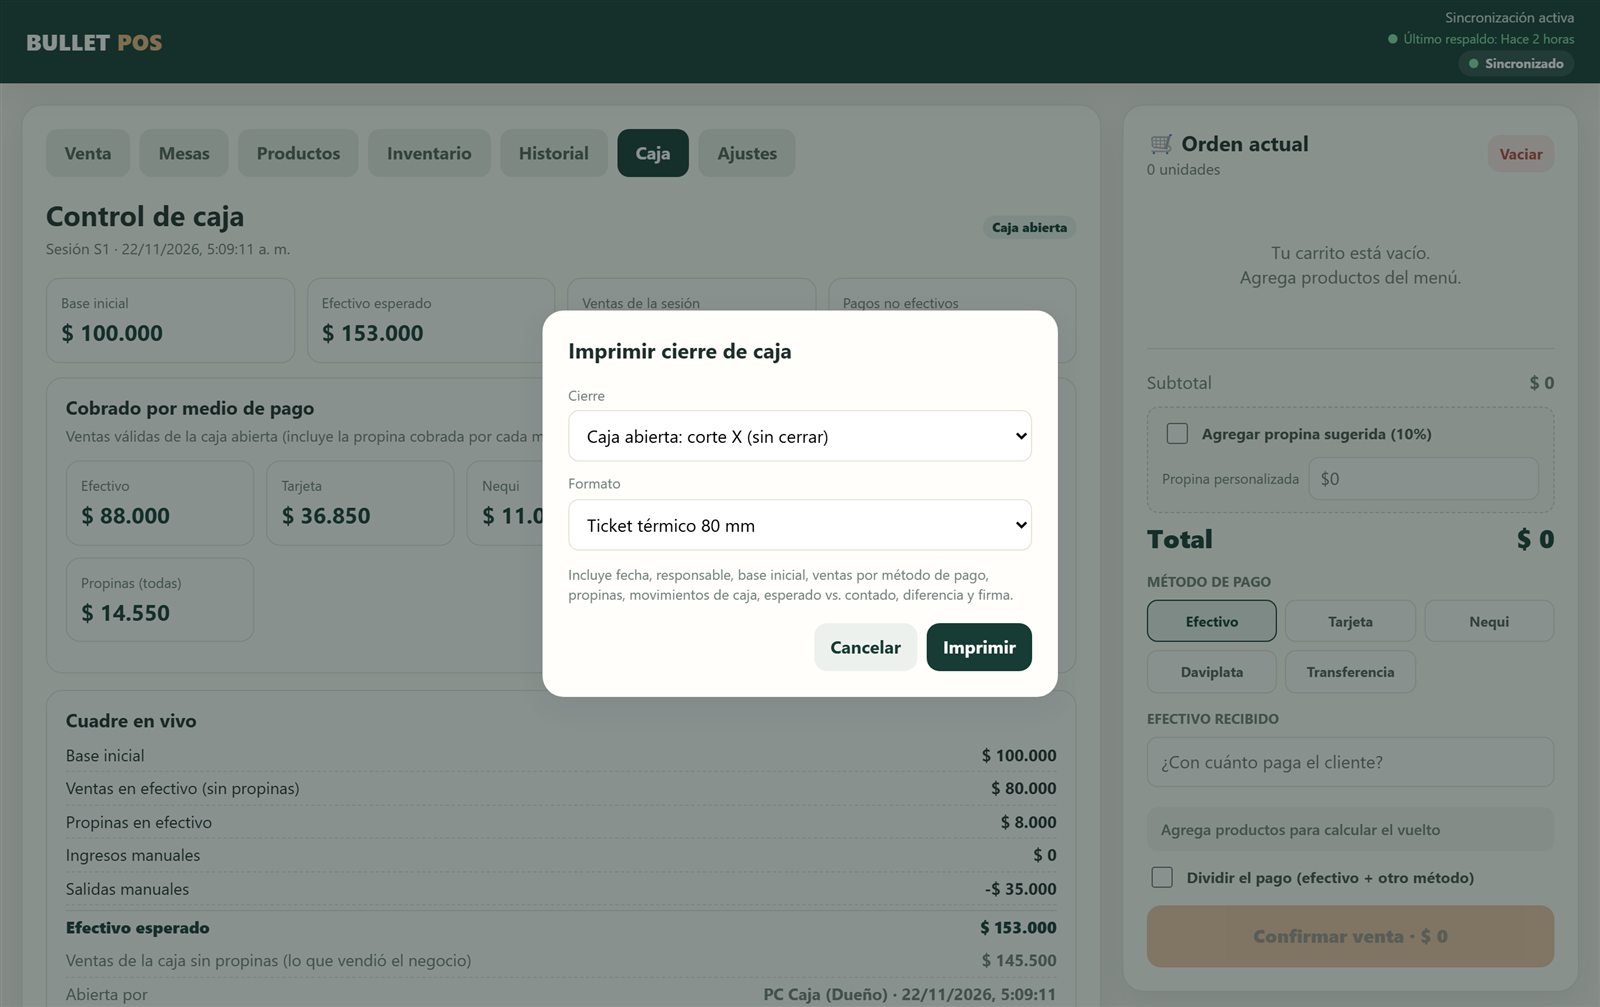 BULLET POS
Sincronización activa
Último respaldo: Hace 2 horas
Sincronizado
Venta
Mesas
Productos
Inventario
Historial
Caja
Ajustes
Control de caja
Sesión S1 · 22/11/2026, 5:09:11 a. m.
Caja abierta
Base inicial
$ 100.000
Efectivo esperado
$ 153.000
Ventas de la sesión
Pagos no efectivos
Cobrado por medio de pago
Ventas válidas de la caja abierta (incluye la propina cobrada por cada m
Efectivo
$ 88.000
Tarjeta
$ 36.850
Nequi
$ 11.0
Propinas (todas)
$ 14.550
Cuadre en vivo
Base inicial $ 100.000
Ventas en efectivo (sin propinas) $ 80.000
Propinas en efectivo $ 8.000
Ingresos manuales $ 0
Salidas manuales -$ 35.000
Efectivo esperado $ 153.000
Ventas de la caja sin propinas (lo que vendió el negocio) $ 145.500
Abierta por PC Caja (Dueño) · 22/11/2026, 5:09:11
Imprimir cierre de caja
Cierre
Caja abierta: corte X (sin cerrar)
Formato
Ticket térmico 80 mm
Incluye fecha, responsable, base inicial, ventas por método de pago,
propinas, movimientos de caja, esperado vs. contado, diferencia y firma.
Cancelar
Imprimir
Orden actual
0 unidades
Vaciar
Tu carrito está vacío.
Agrega productos del menú.
Subtotal $ 0
Agregar propina sugerida (10%)
Propina personalizada $0
Total $ 0
MÉTODO DE PAGO
Efectivo
Tarjeta
Nequi
Daviplata
Transferencia
EFECTIVO RECIBIDO
¿Con cuánto paga el cliente?
Agrega productos para calcular el vuelto
Dividir el pago (efectivo + otro método)
Confirmar venta · $ 0